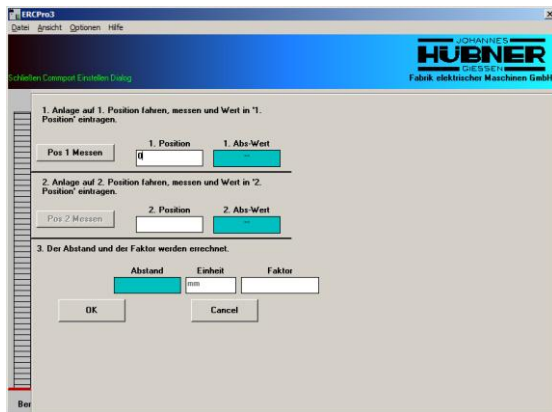 ERCPro3
Datei Ansicht Optionen Hilfe
JOHANNES
HÜBNER
GIESSEN
Fabrik elektrischer Maschinen GmbH
Schließen Commport Einstellen Dialog
1. Anlage auf 1. Position fahren, messen und Wert in '1.
Position' eintragen.
1. Position 1. Abs-Wert
Pos 1 Messen 0 --
2. Anlage auf 2. Position fahren, messen und Wert in '2.
Position' eintragen.
2. Position 2. Abs-Wert
Pos 2 Messen --
3. Der Abstand und der Faktor werden errechnet.
Abstand Einheit Faktor
mm
OK Cancel
Ber